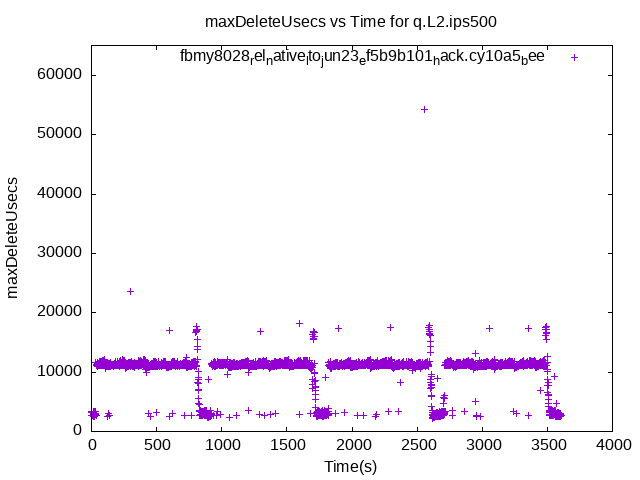 maxDeleteUsecs vs Time for q.L2.ips500
fbmy8028relnativeltojun23ef5b9b101hack.cy10a5bee
60000
50000
40000
30000
20000
10000
0
maxDeleteUsecs
0 500 1000 1500 2000 2500 3000 3500 4000
Time(s)